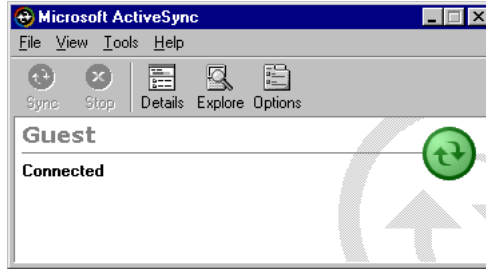 Microsoft ActiveSync
File View Tools Help
Sync Stop Details Explore Options
Guest
Connected